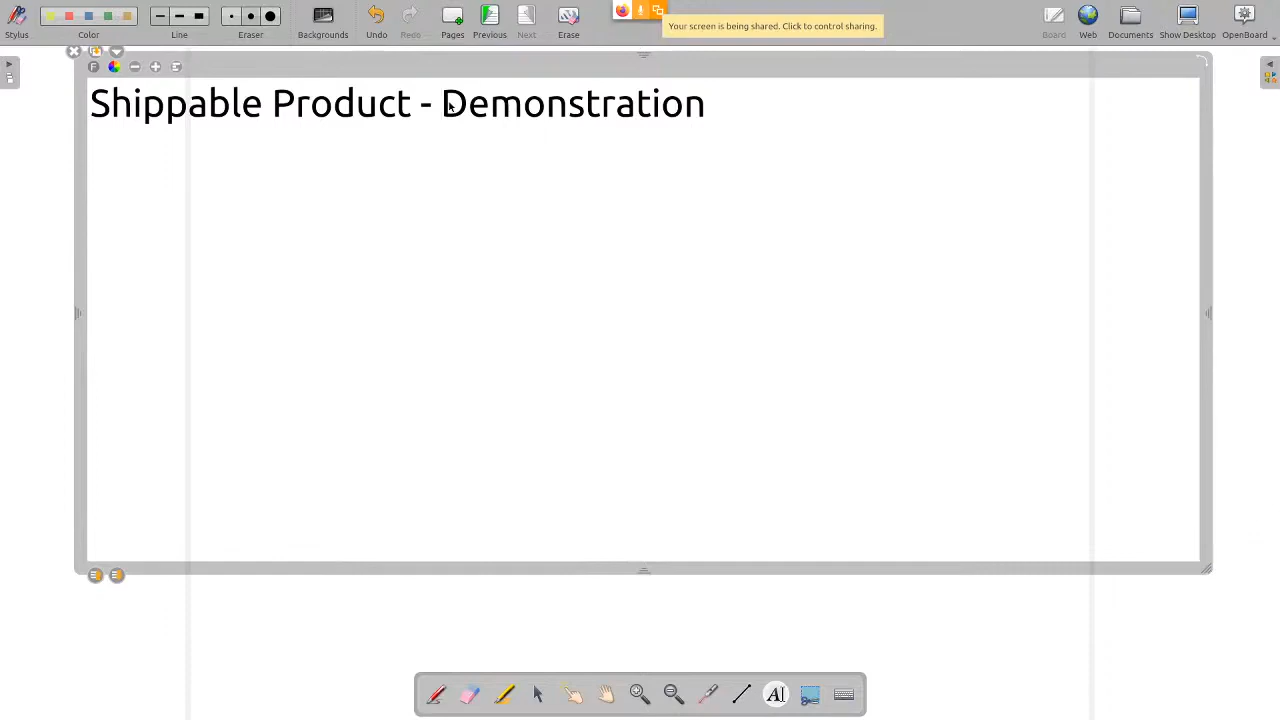 Your screen is being shared. Click to control sharing.
Stylus Color Line Eraser Backgrounds Undo Redo Pages Previous Next Erase Board Web Documents Show Desktop OpenBoard
F
Shippable Product - Demonstration
AI